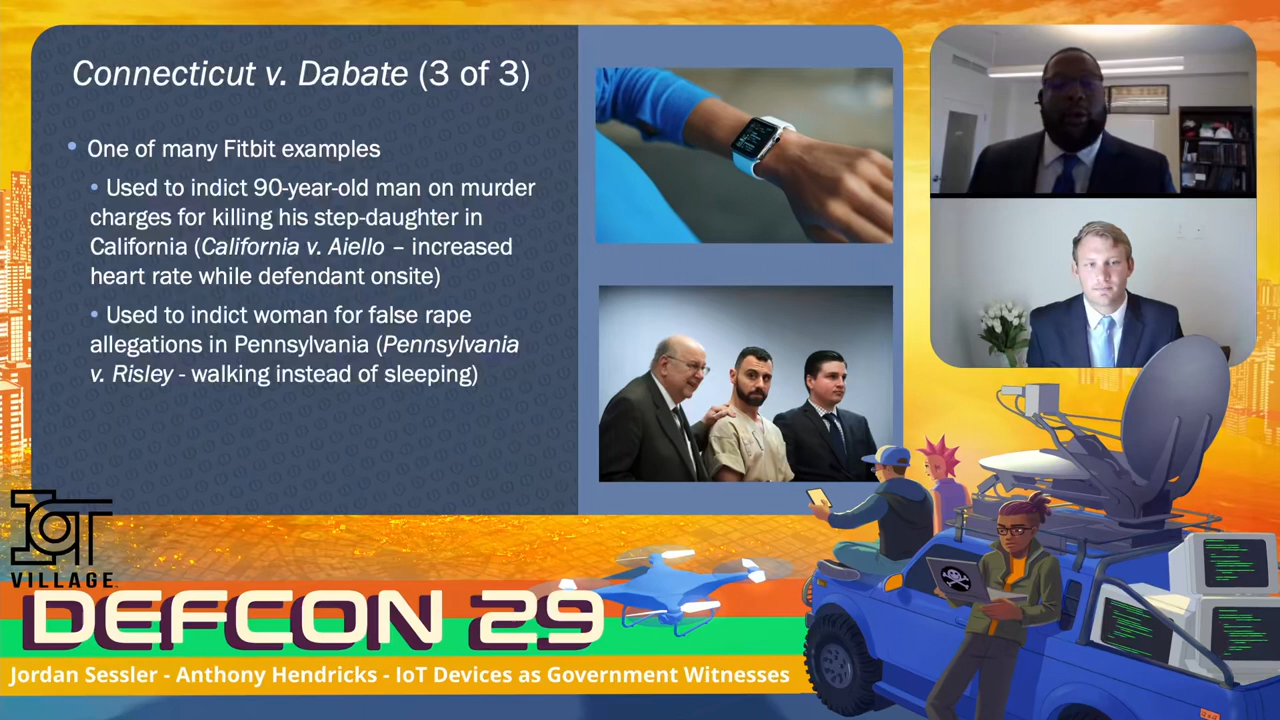 Connecticut v. Dabate (3 of 3)
• One of many Fitbit examples
• Used to indict 90-year-old man on murder
charges for killing his step-daughter in
California (California v. Aiello – increased
heart rate while defendant onsite)
• Used to indict woman for false rape
allegations in Pennsylvania (Pennsylvania
v. Risley - walking instead of sleeping)
IoT
VILLAGE
DEFCON 29
Jordan Sessler - Anthony Hendricks - IoT Devices as Government Witnesses